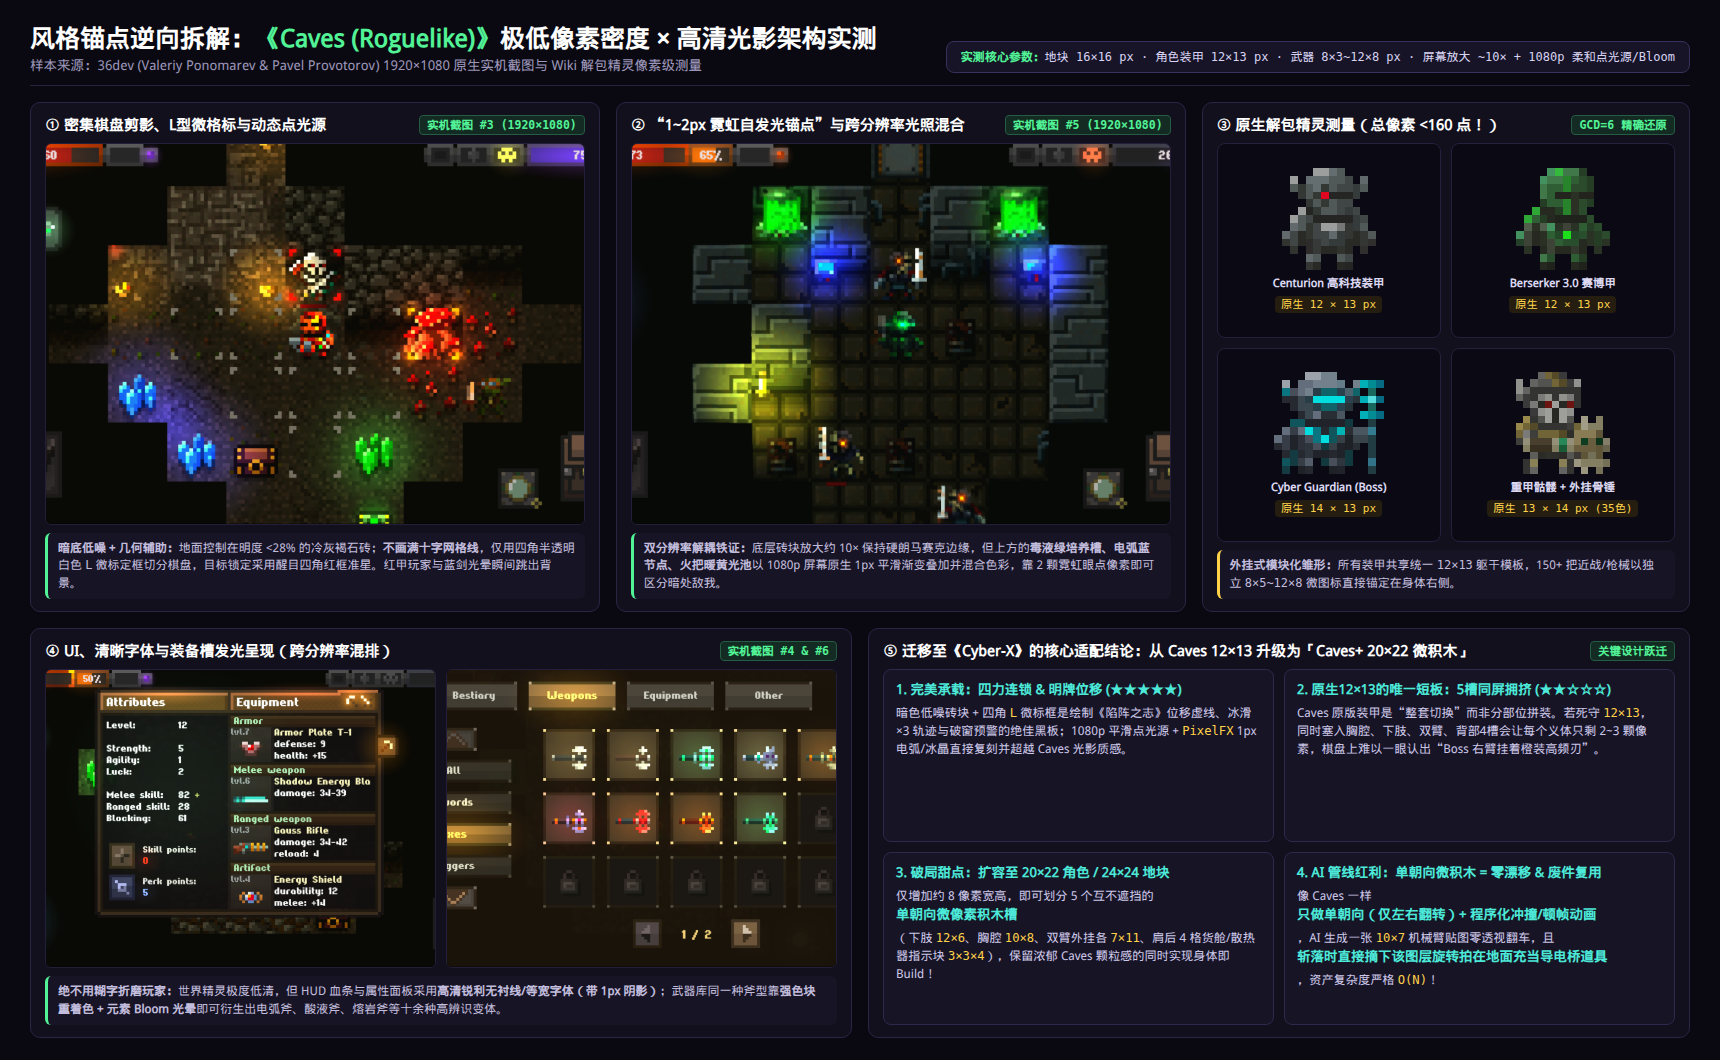 风格锚点逆向拆解：《Caves (Roguelike)》极低像素密度 × 高清光影架构实测
样本来源：36dev (Valeriy Ponomarev & Pavel Provotorov) 1920×1080 原生实机截图与 Wiki 解包精灵像素级测量
实测核心参数：地块 16×16 px · 角色装甲 12×13 px · 武器 8×3~12×8 px · 屏幕放大 ~10× + 1080p 柔和点光源/Bloom
① 密集棋盘剪影、L型微格标与动态点光源
实机截图 #3 (1920×1080)
60
75
暗底低噪 + 几何辅助：地面控制在明度 <28% 的冷灰褐石砖；不画满十字网格线，仅用四角半透明
白色 L 微标定框切分棋盘，目标锁定采用醒目四角红框准星。红甲玩家与蓝剑光晕瞬间跳出背
景。
② “1~2px 霓虹自发光锚点”与跨分辨率光照混合
实机截图 #5 (1920×1080)
73
65%
26
双分辨率解耦铁证：底层砖块放大约 10× 保持硬朗马赛克边缘，但上方的毒液绿培养槽、电弧蓝
节点、火把暖黄光池以 1080p 屏幕原生 1px 平滑渐变叠加并混合色彩，靠 2 颗霓虹眼点像素即可
区分暗处敌我。
③ 原生解包精灵测量（总像素 <160 点！）
GCD=6 精确还原
Centurion 高科技装甲
原生 12 × 13 px
Berserker 3.0 赛博甲
原生 12 × 13 px
Cyber Guardian (Boss)
原生 14 × 13 px
重甲骷髅 + 外挂骨锤
原生 13 × 14 px (35色)
外挂式模块化雏形：所有装甲共享统一 12×13 躯干模板，150+ 把近战/枪械以独
立 8×5~12×8 微图标直接锚定在身体右侧。
④ UI、清晰字体与装备槽发光呈现（跨分辨率混排）
实机截图 #4 & #6
50%
Attributes
Equipment
Level: 12
Strength: 5
Agility: 1
Luck: 2
Melee skill: 82 +
Ranged skill: 28
Blocking: 61
Skill points:
0
Perk points:
5
Armor
lvl.7
Armor Plate T-1
defense: 9
health: +15
Melee weapon
lvl.6
Shadow Energy Bla
damage: 34-39
Ranged weapon
lvl.3
Gauss Rifle
damage: 34-42
reload: 4
Artifact
lvl.4
Energy Shield
durability: 12
melee: +14
Bestiary
Weapons
Equipment
Other
All
words
xes
ggers
1 / 2
绝不用糊字折磨玩家：世界精灵极度低清，但 HUD 血条与属性面板采用高清锐利无衬线/等宽字体（带 1px 阴影）；武器库同一种斧型靠强色块
重着色 + 元素 Bloom 光晕即可衍生出电弧斧、酸液斧、熔岩斧等十余种高辨识变体。
⑤ 迁移至《Cyber-X》的核心适配结论：从 Caves 12×13 升级为「Caves+ 20×22 微积木」
关键设计跃迁
1. 完美承载：四力连锁 & 明牌位移 (★★★★★)
暗色低噪砖块 + 四角 L 微标框是绘制《陷阵之志》位移虚线、冰滑
×3 轨迹与破窗预警的绝佳黑板；1080p 平滑点光源 + PixelFX 1px
电弧/冰晶直接复刻并超越 Caves 光影质感。
2. 原生12×13的唯一短板：5槽同屏拥挤 (★★☆☆☆)
Caves 原版装甲是“整套切换”而非分部位拼装。若死守 12×13，
同时塞入胸腔、下肢、双臂、背部4槽会让每个义体只剩 2~3 颗像
素，棋盘上难以一眼认出“Boss 右臂挂着橙装高频刃”。
3. 破局甜点：扩容至 20×22 角色 / 24×24 地块
仅增加约 8 像素宽高，即可划分 5 个互不遮挡的
单朝向微像素积木槽
（下肢 12×6、胸腔 10×8、双臂外挂各 7×11、肩后 4 格货舱/散热
器指示块 3×3×4），保留浓郁 Caves 颗粒感的同时实现身体即
Build！
4. AI 管线红利：单朝向微积木 = 零漂移 & 废件复用
像 Caves 一样
只做单朝向（仅左右翻转）+ 程序化冲撞/顿帧动画
，AI 生成一张 10×7 机械臂贴图零透视翻车，且
斩落时直接摘下该图层旋转拍在地面充当导电桥道具
，资产复杂度严格 O(N)！